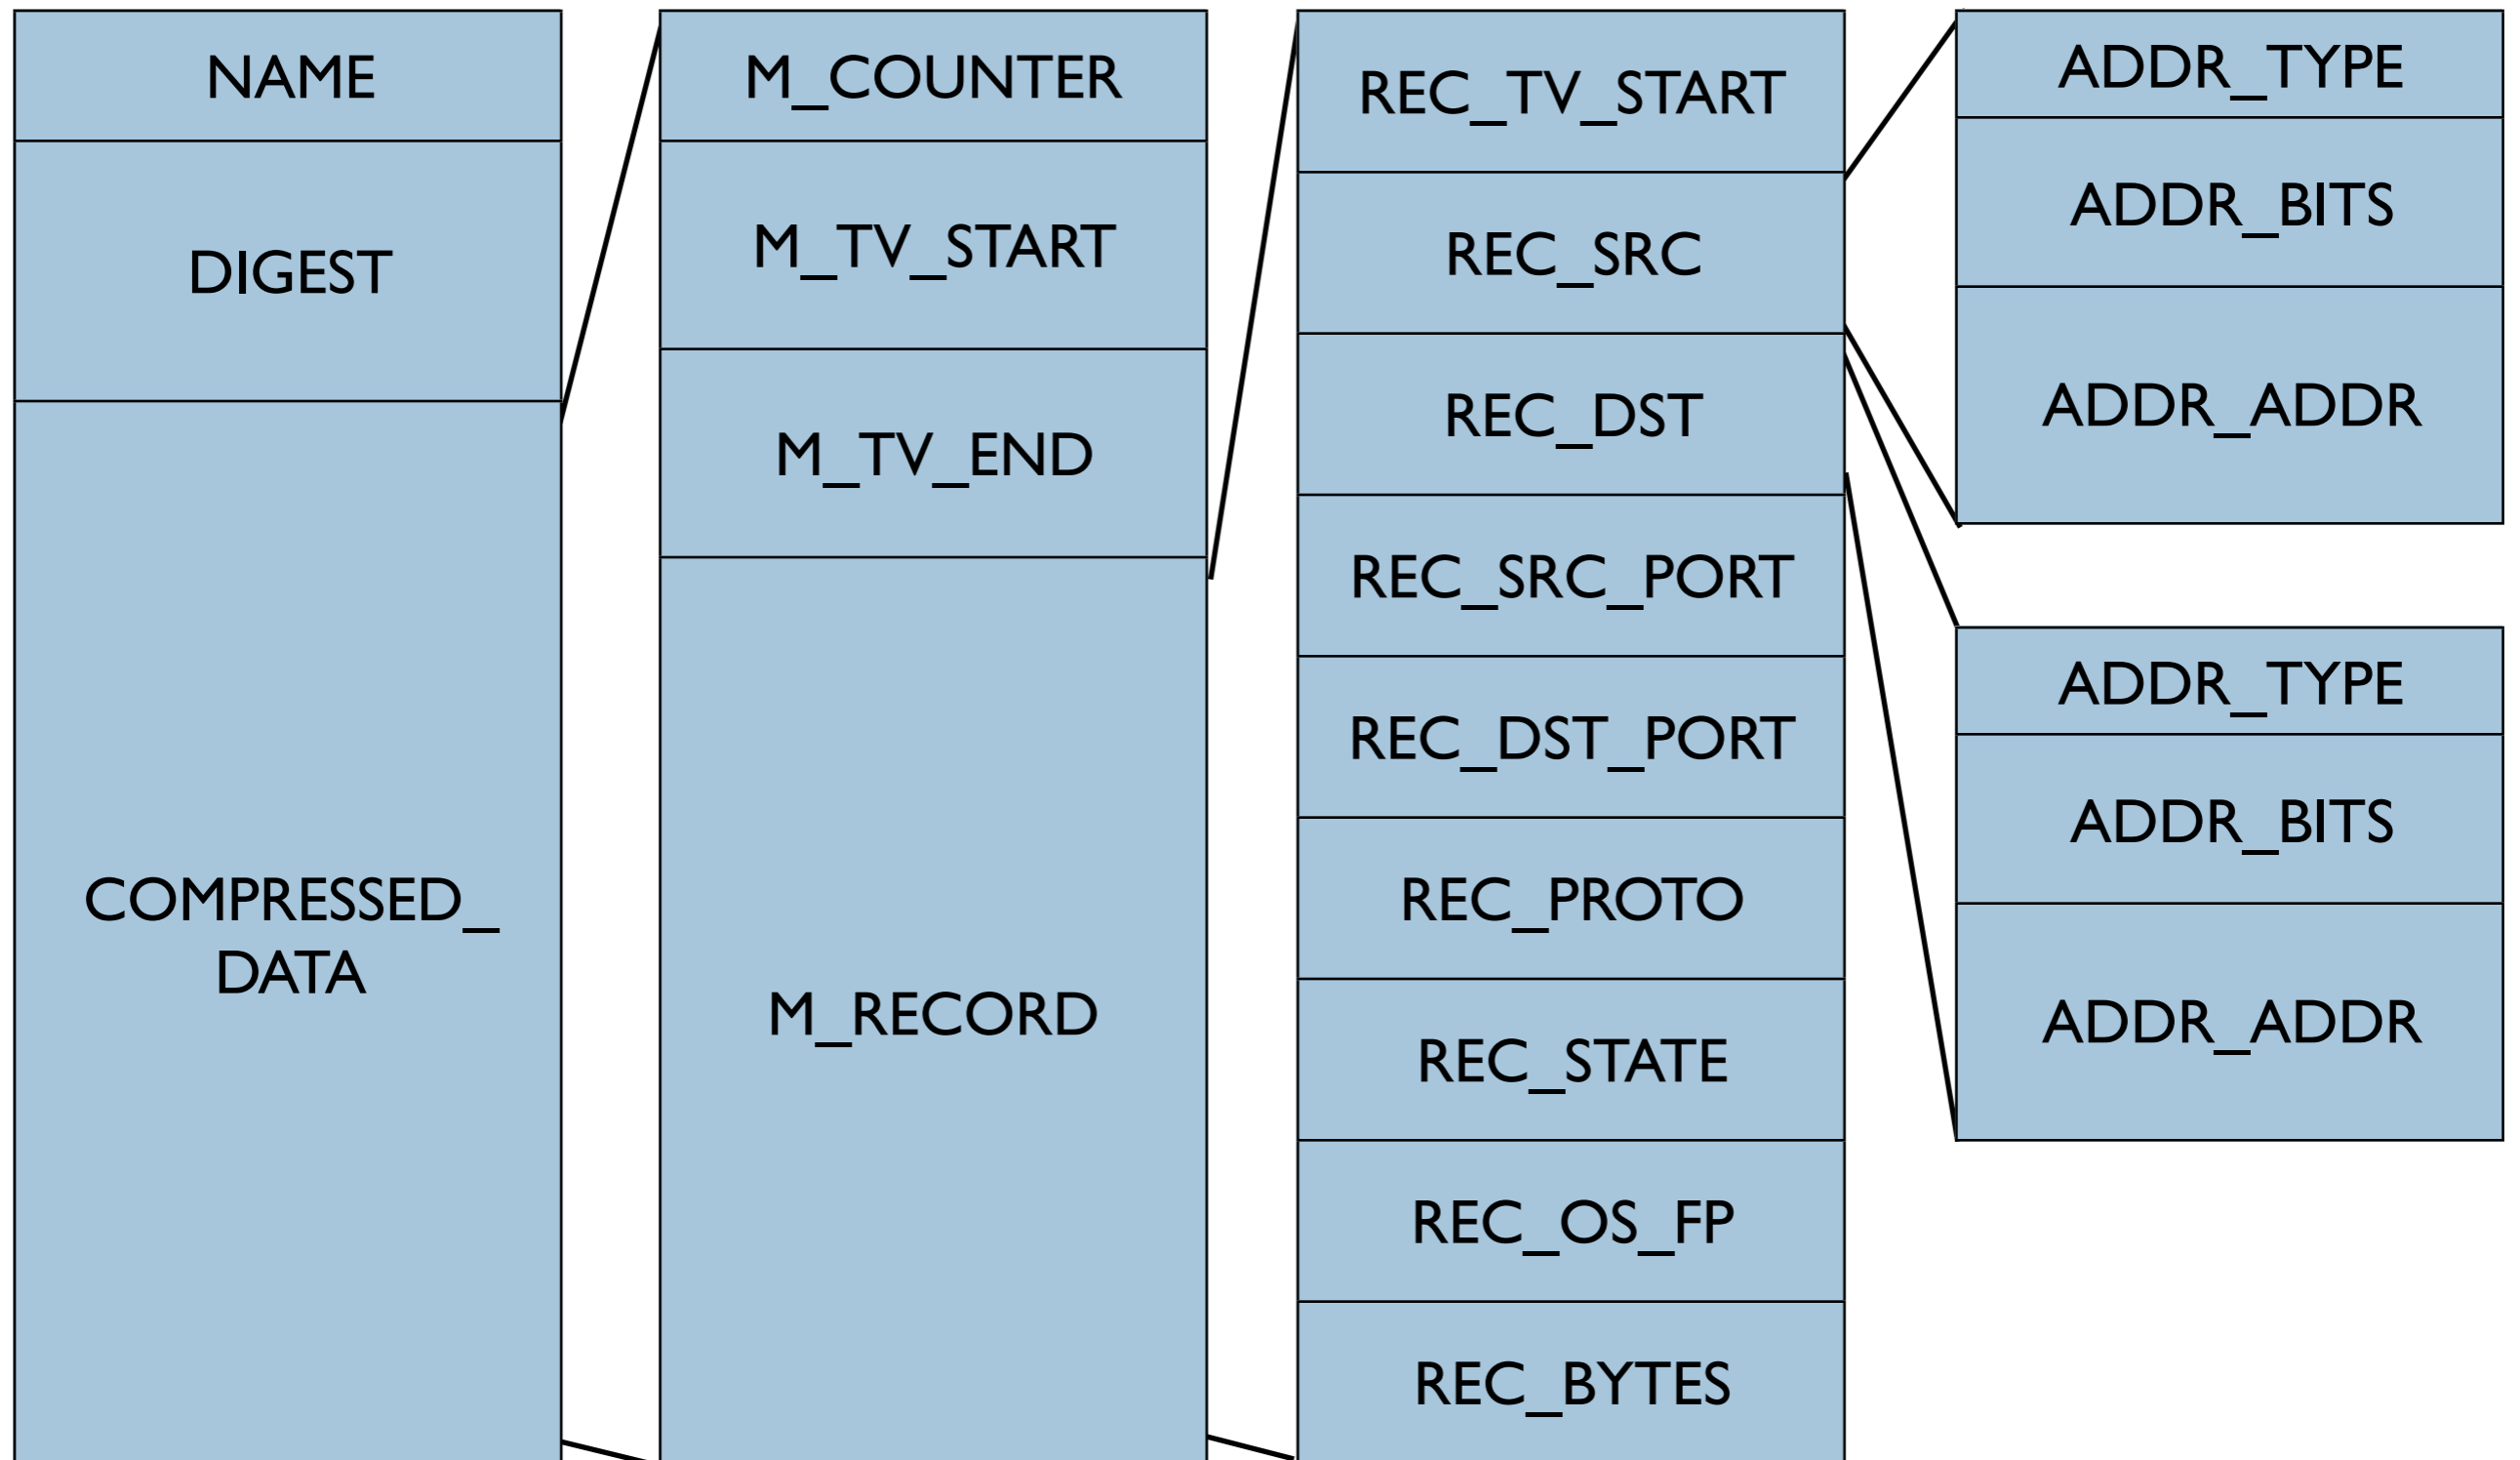 NAME
DIGEST
COMPRESSED_
DATA
M_COUNTER
M_TV_START
M_TV_END
M_RECORD
REC_TV_START
REC_SRC
REC_DST
REC_SRC_PORT
REC_DST_PORT
REC_PROTO
REC_STATE
REC_OS_FP
REC_BYTES
ADDR_TYPE
ADDR_BITS
ADDR_ADDR
ADDR_TYPE
ADDR_BITS
ADDR_ADDR